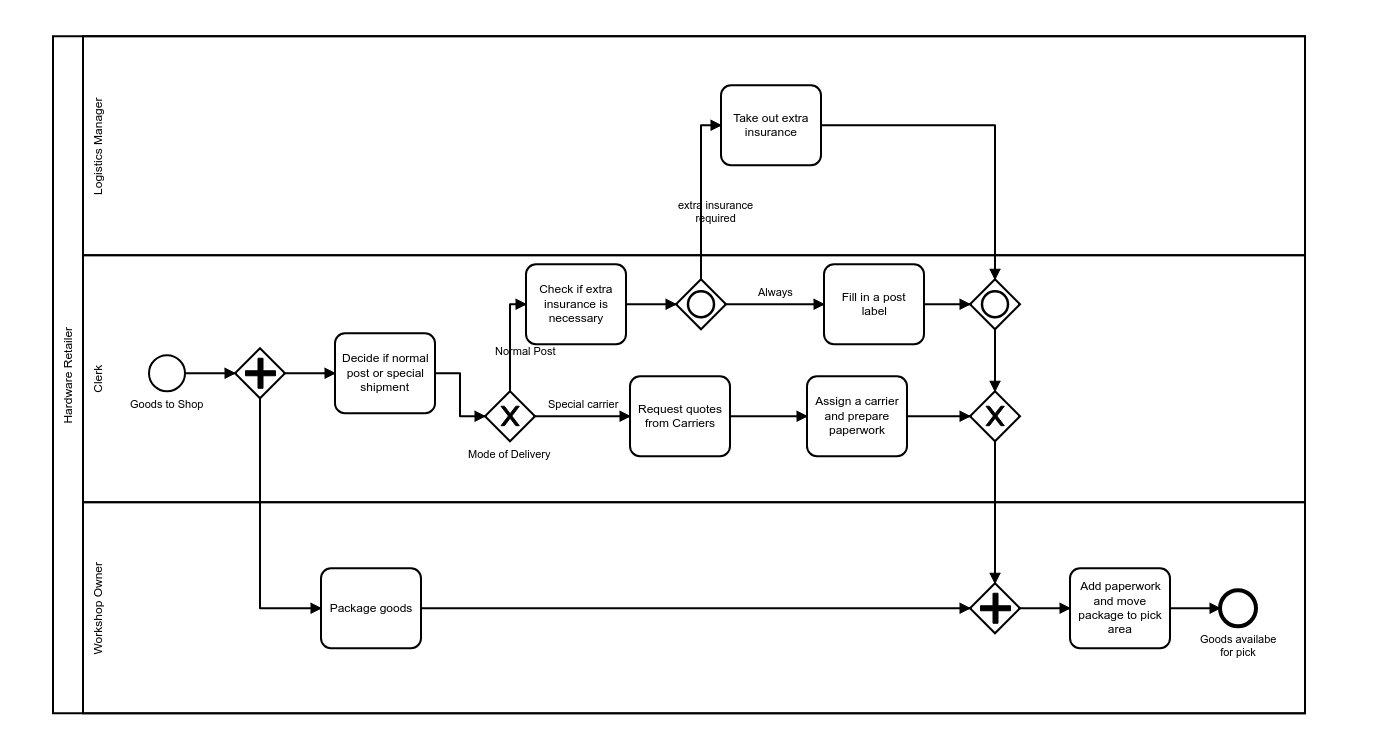 Hardware Retailer
Logistics Manager
Take out extra
insurance
extra insurance
required
Clerk
Goods to Shop
Decide if normal
post or special
shipment
Mode of Delivery
Normal Post
Check if extra
insurance is
necessary
Always
Fill in a post
label
Special carrier
Request quotes
from Carriers
Assign a carrier
and prepare
paperwork
Workshop Owner
Package goods
Add paperwork
and move
package to pick
area
Goods availabe
for pick